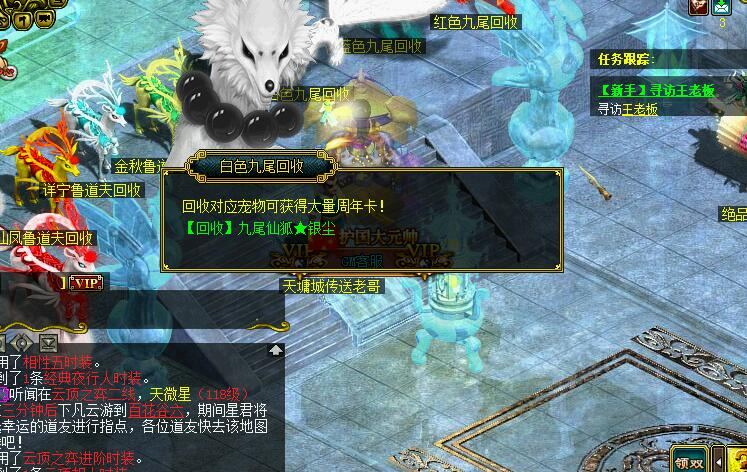 红色九尾回收
蓝色九尾回收
色九尾回收
3
任务跟踪:
【新手】寻访王老板
寻访王老板
金秋鲁道
详宁鲁道夫回收
仙凤鲁道夫回收
绝品
白色九尾回收
回收对应宠物可获得大量周年卡!
【回收】九尾仙狐★银尘
护国大元帅
VIP
VIP
GM客服
天墉城传送老哥
】VIP
用了相性五时装。
到了1条经典夜行人时装。
听闻在云顶之弈二线，天微星（118级）
三分钟后下凡云游到百花谷六，期间星君将
幸运的道友进行指点，各位道友快去该地图
吧!
用了云顶之弈进阶时装。
领双